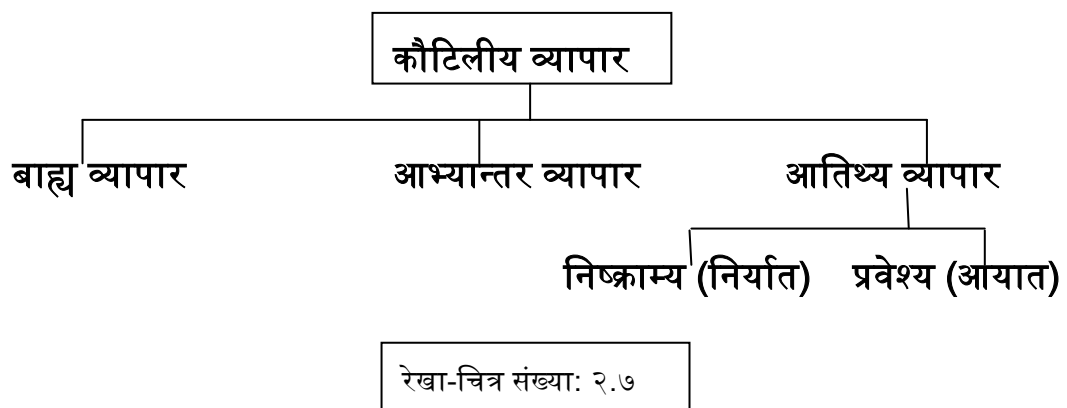 कौटिलीय व्यापार
बाह्य व्यापार आभ्यान्तर व्यापार आतिथ्य व्यापार
निष्क्राम्य (निर्यात) प्रवेश्य (आयात)
रेखा-चित्र संख्या: २.७